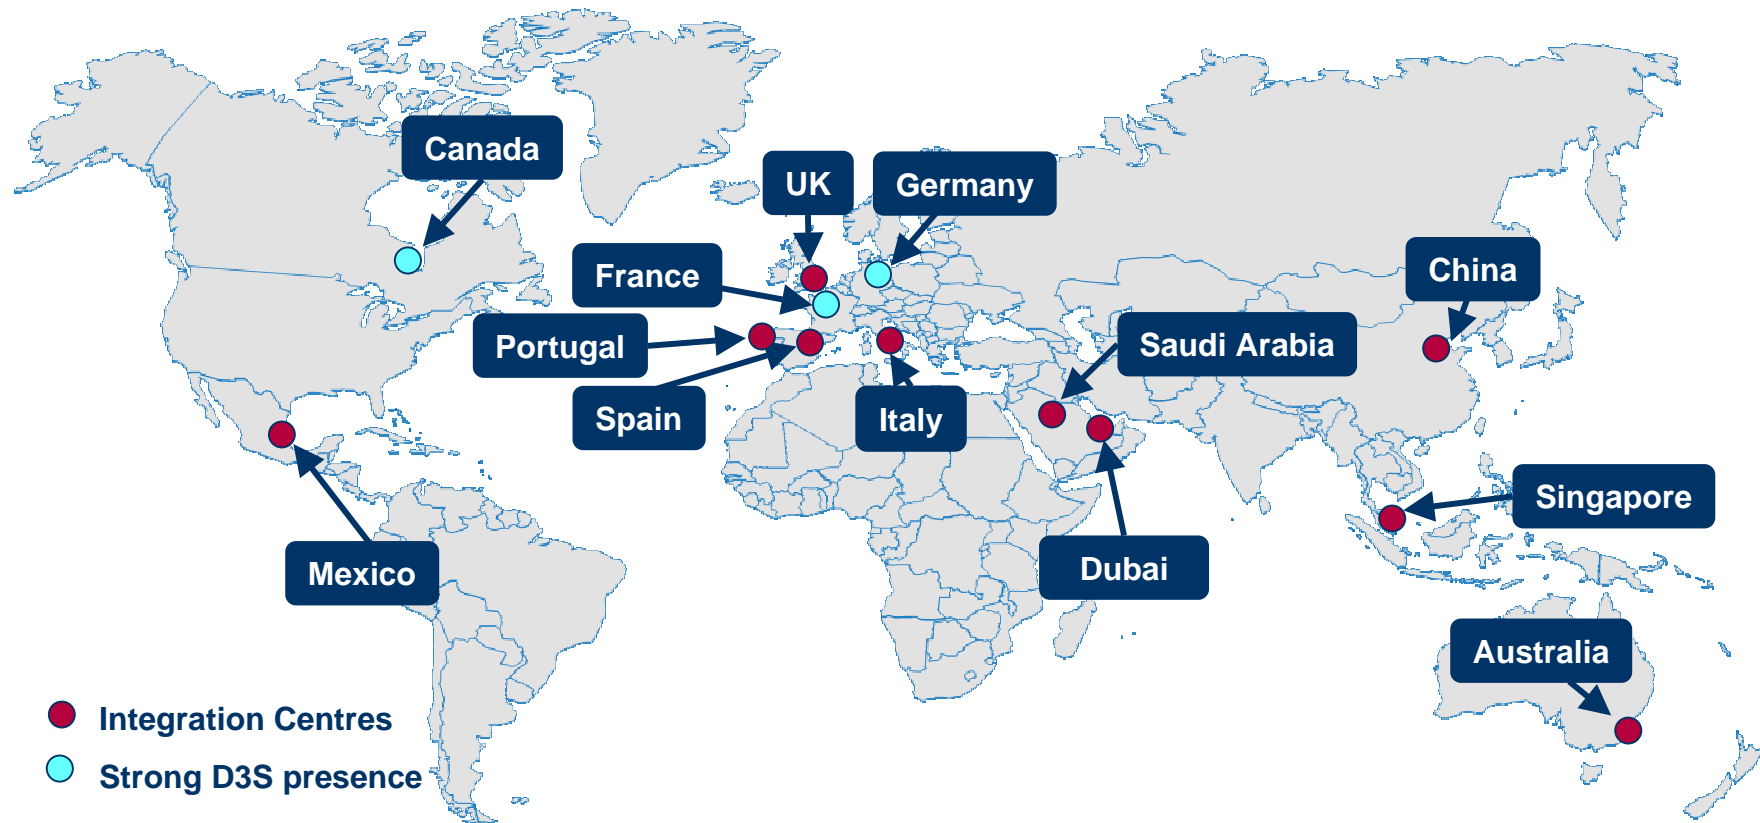 Canada
UK
Germany
France
China
Portugal
Saudi Arabia
Spain
Italy
Singapore
Mexico
Dubai
Australia
Integration Centres
Strong D3S presence